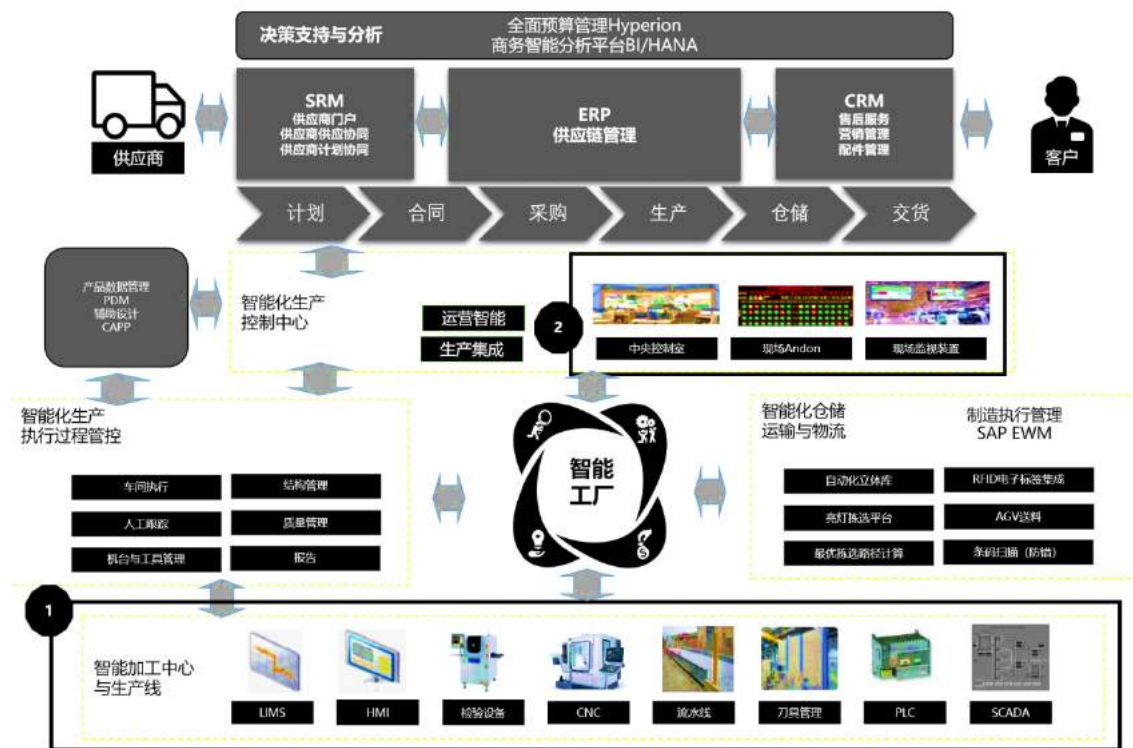 决策支持与分析
全面预算管理Hyperion
商务智能分析平台BI/HANA
供应商
SRM
供应商门户
供应商供应协同
供应商计划协同
ERP
供应链管理
CRM
售后服务
营销管理
配件管理
客户
计划
合同
采购
生产
仓储
交货
产品数据管理
PDM
辅助设计
CAPP
智能化生产
控制中心
运营智能
生产集成
2
中央控制室
现场Andon
现场监视装置
智能化生产
执行过程管控
车间执行
结构管理
人工跟踪
质量管理
机台与工具管理
报告
智能
工厂
智能化仓储
运输与物流
制造执行管理
SAP EWM
自动化立体库
RFID电子标签集成
亮灯拣选平台
AGV送料
最优拣选路径计算
条码扫描（防错）
1
智能加工中心
与生产线
LIMS
HMI
检验设备
CNC
流水线
刀具管理
PLC
SCADA